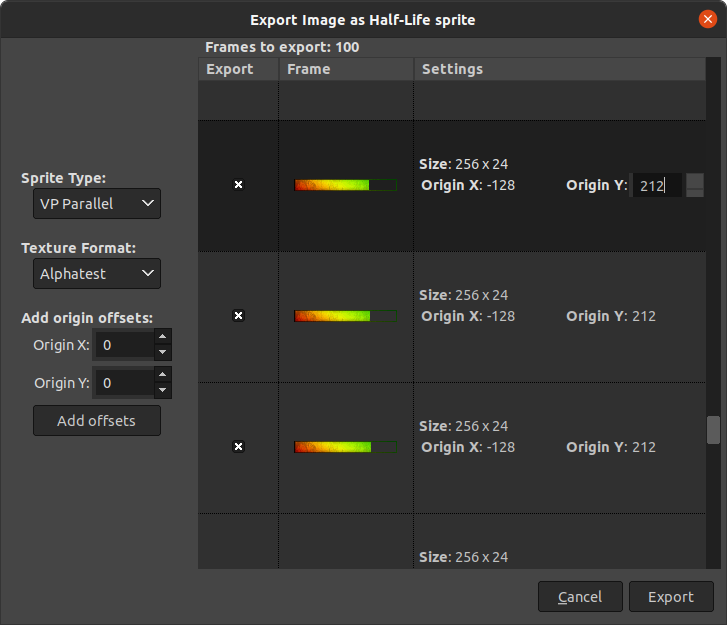 Export Image as Half-Life sprite
Frames to export: 100
Export Frame Settings
Sprite Type:
VP Parallel
Texture Format:
Alphatest
Add origin offsets:
Origin X: 0
Origin Y: 0
Add offsets
Size: 256 x 24
Origin X: -128 Origin Y: 212
Size: 256 x 24
Origin X: -128 Origin Y: 212
Size: 256 x 24
Origin X: -128 Origin Y: 212
Size: 256 x 24
Cancel Export